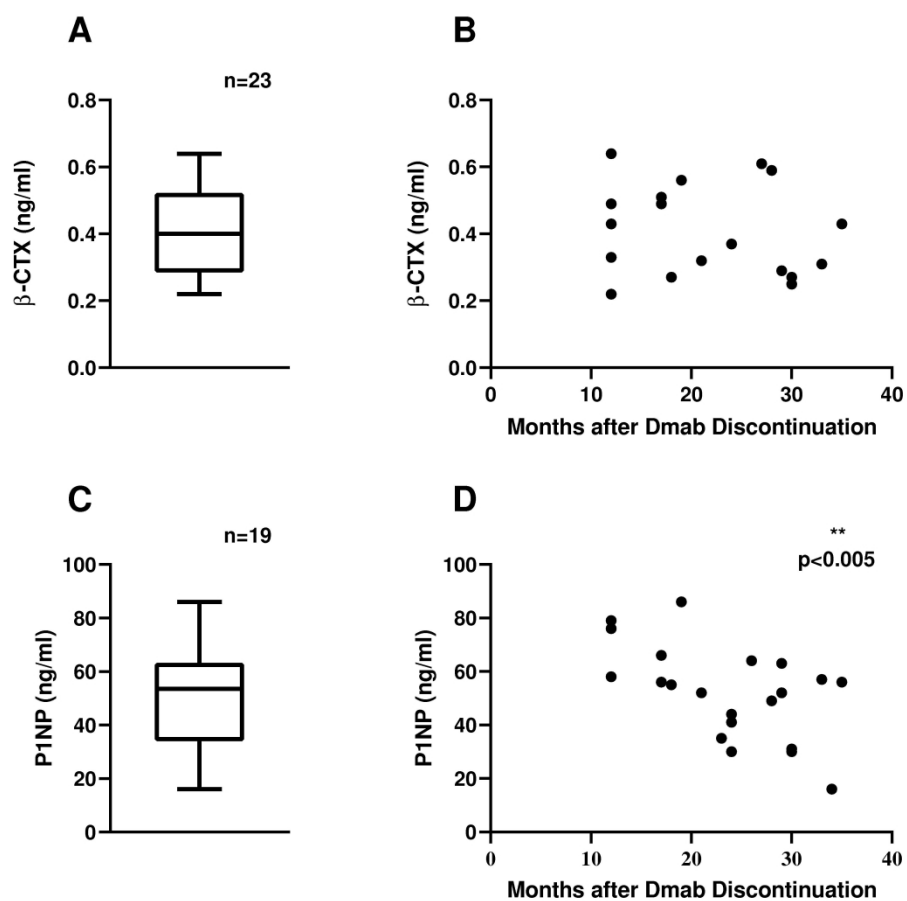 A
n=23
β-CTX (ng/ml)
0.8
0.6
0.4
0.2
0.0
B
β-CTX (ng/ml)
0.8
0.6
0.4
0.2
0.0
0 10 20 30 40
Months after Dmab Discontinuation
C
n=19
P1NP (ng/ml)
100
80
60
40
20
0
D
**
p<0.005
P1NP (ng/ml)
100
80
60
40
20
0
0 10 20 30 40
Months after Dmab Discontinuation